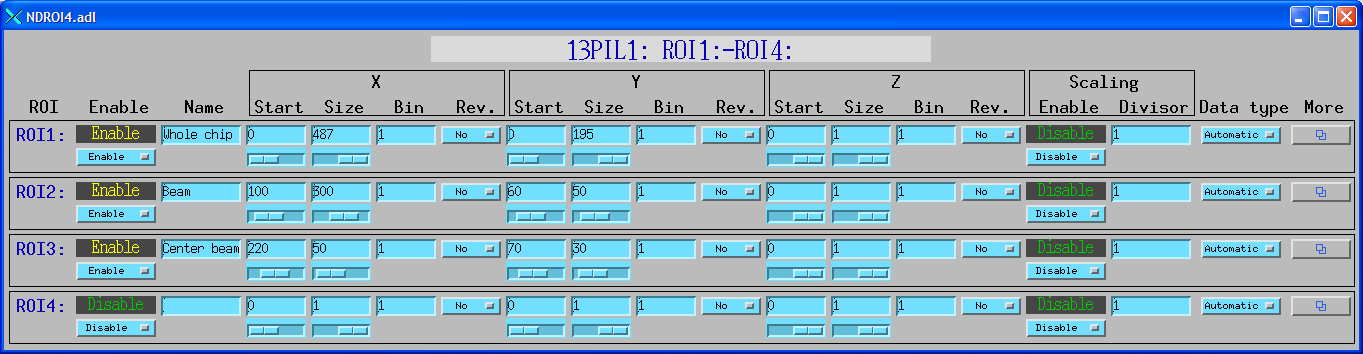 NDROI4.adl
13PIL1: ROI1:-ROI4:
X Y Z Scaling
ROI Enable Name Start Size Bin Rev. Start Size Bin Rev. Start Size Bin Rev. Enable Divisor Data type More
ROI1: Enable Whole chip 0 487 1 No 0 195 1 No 0 1 1 No Disable 1 Automatic
Enable Disable
ROI2: Enable Beam 100 300 1 No 60 50 1 No 0 1 1 No Disable 1 Automatic
Enable Disable
ROI3: Enable Center beam 220 50 1 No 70 30 1 No 0 1 1 No Disable 1 Automatic
Enable Disable
ROI4: Disable 0 1 1 No 0 1 1 No 0 1 1 No Disable 1 Automatic
Disable Disable